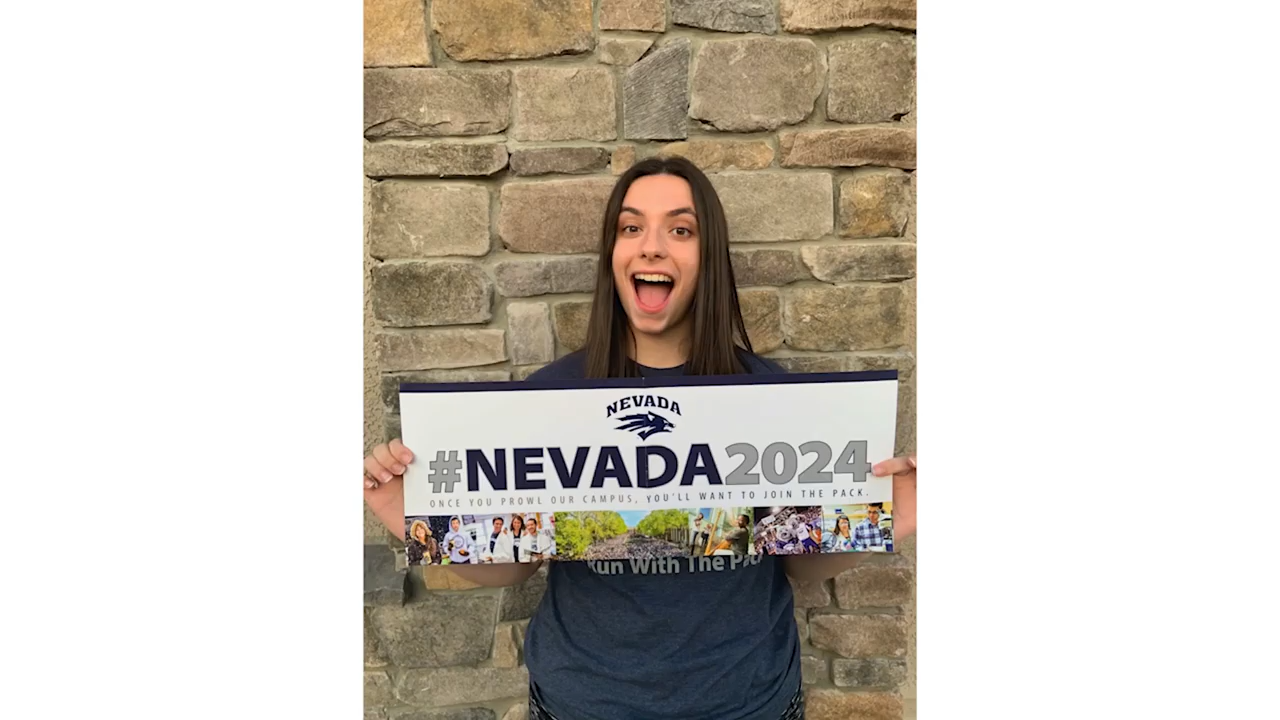 NEVADA
#NEVADA2024
ONCE YOU PROWL OUR CAMPUS, YOU'LL WANT TO JOIN THE PACK.
Run With The Pack